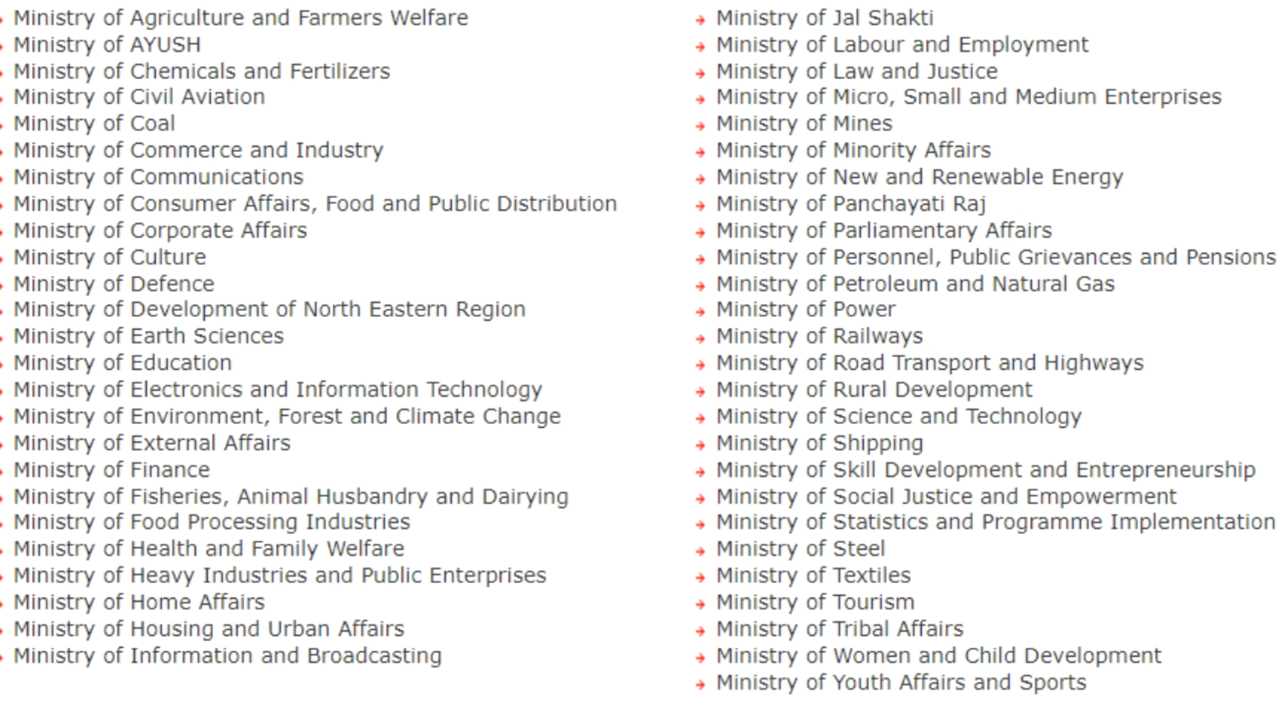 Ministry of Agriculture and Farmers Welfare
Ministry of AYUSH
Ministry of Chemicals and Fertilizers
Ministry of Civil Aviation
Ministry of Coal
Ministry of Commerce and Industry
Ministry of Communications
Ministry of Consumer Affairs, Food and Public Distribution
Ministry of Corporate Affairs
Ministry of Culture
Ministry of Defence
Ministry of Development of North Eastern Region
Ministry of Earth Sciences
Ministry of Education
Ministry of Electronics and Information Technology
Ministry of Environment, Forest and Climate Change
Ministry of External Affairs
Ministry of Finance
Ministry of Fisheries, Animal Husbandry and Dairying
Ministry of Food Processing Industries
Ministry of Health and Family Welfare
Ministry of Heavy Industries and Public Enterprises
Ministry of Home Affairs
Ministry of Housing and Urban Affairs
Ministry of Information and Broadcasting
Ministry of Jal Shakti
Ministry of Labour and Employment
Ministry of Law and Justice
Ministry of Micro, Small and Medium Enterprises
Ministry of Mines
Ministry of Minority Affairs
Ministry of New and Renewable Energy
Ministry of Panchayati Raj
Ministry of Parliamentary Affairs
Ministry of Personnel, Public Grievances and Pensions
Ministry of Petroleum and Natural Gas
Ministry of Power
Ministry of Railways
Ministry of Road Transport and Highways
Ministry of Rural Development
Ministry of Science and Technology
Ministry of Shipping
Ministry of Skill Development and Entrepreneurship
Ministry of Social Justice and Empowerment
Ministry of Statistics and Programme Implementation
Ministry of Steel
Ministry of Textiles
Ministry of Tourism
Ministry of Tribal Affairs
Ministry of Women and Child Development
Ministry of Youth Affairs and Sports